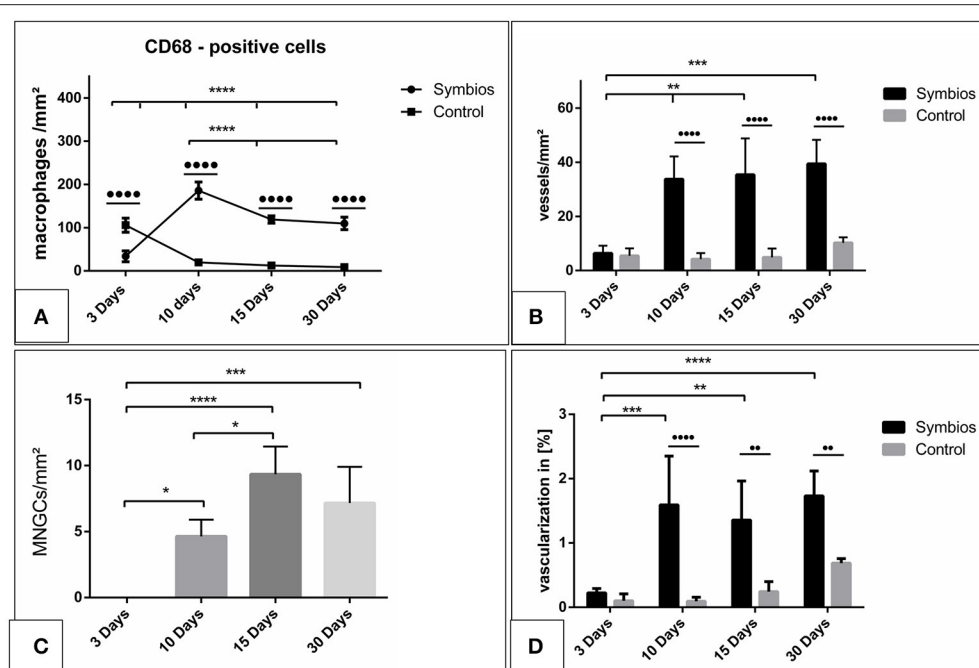 CD68 - positive cells
macrophages /mm²
400
300
200
100
0
****
****
●●●●
●●●●
●●●●
●●●●
Symbios
Control
3 Days
10 days
15 Days
30 Days
A
vessels/mm²
60
40
20
0
***
**
●●●●
●●●●
●●●●
Symbios
Control
3 Days
10 Days
15 Days
30 Days
B
MNGCs/mm²
15
10
5
0
***
****
*
*
3 Days
10 Days
15 Days
30 Days
C
vascularization in [%]
3
2
1
0
****
**
***
●●●●
●●
●●
Symbios
Control
3 Days
10 Days
15 Days
30 Days
D